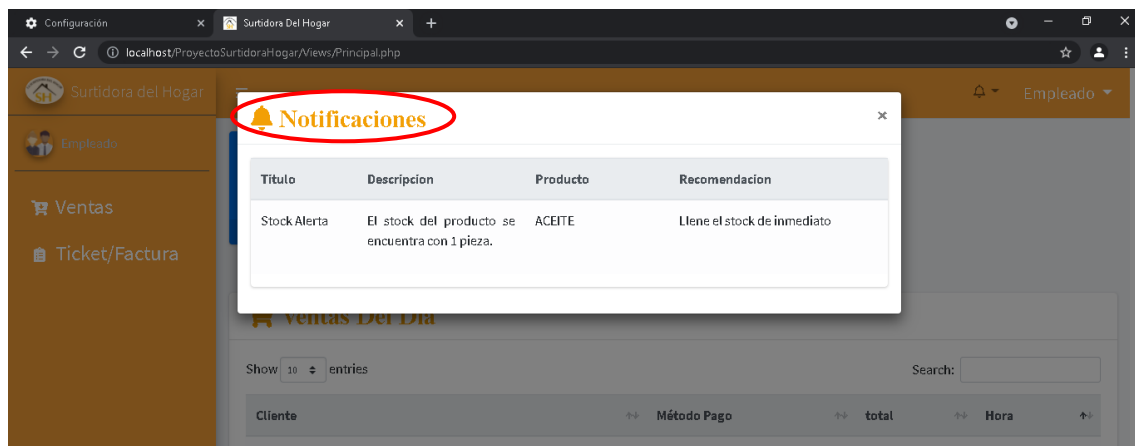 Configuración
Surtidora Del Hogar
localhost/ProyectoSurtidoraHogar/Views/Principal.php
SH
Surtidora del Hogar
Empleado
Empleado
Ventas
Ticket/Factura
Notificaciones
×
Titulo Descripcion Producto Recomendacion
Stock Alerta El stock del producto se ACEITE Llene el stock de inmediato
encuentra con 1 pieza.
Ventas Del Dia
Show 10 entries Search:
Cliente Método Pago total Hora